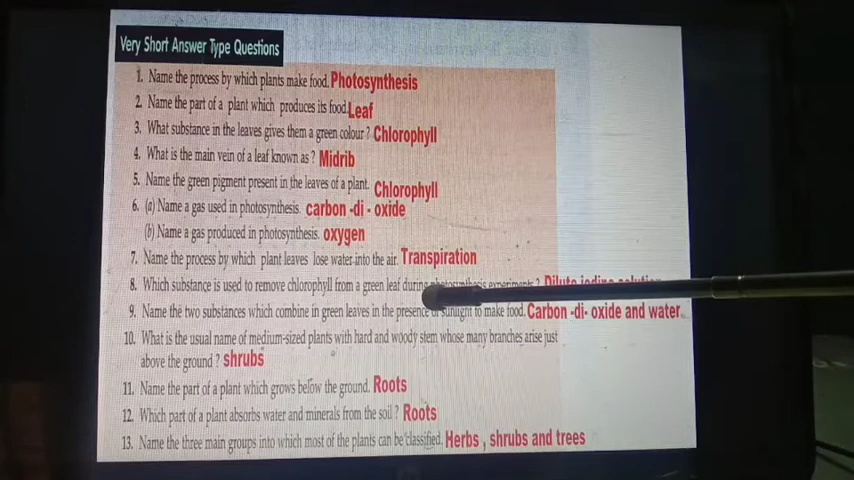 Very Short Answer Type Questions
1. Name the process by which plants make food. Photosynthesis
2. Name the part of a plant which produces its food. Leaf
3. What substance in the leaves gives them a green colour ? Chlorophyll
4. What is the main vein of a leaf known as ? Midrib
5. Name the green pigment present in the leaves of a plant. Chlorophyll
6. (a) Name a gas used in photosynthesis. carbon -di - oxide
(b) Name a gas produced in photosynthesis. oxygen
7. Name the process by which plant leaves lose water into the air. Transpiration
8. Which substance is used to remove chlorophyll from a green leaf during photosynthesis experiments ? Dilute iodine solution
9. Name the two substances which combine in green leaves in the presence of sunlight to make food. Carbon -di- oxide and water
10. What is the usual name of medium-sized plants with hard and woody stem whose many branches arise just
above the ground ? shrubs
11. Name the part of a plant which grows below the ground. Roots
12. Which part of a plant absorbs water and minerals from the soil ? Roots
13. Name the three main groups into which most of the plants can be classified. Herbs , shrubs and trees